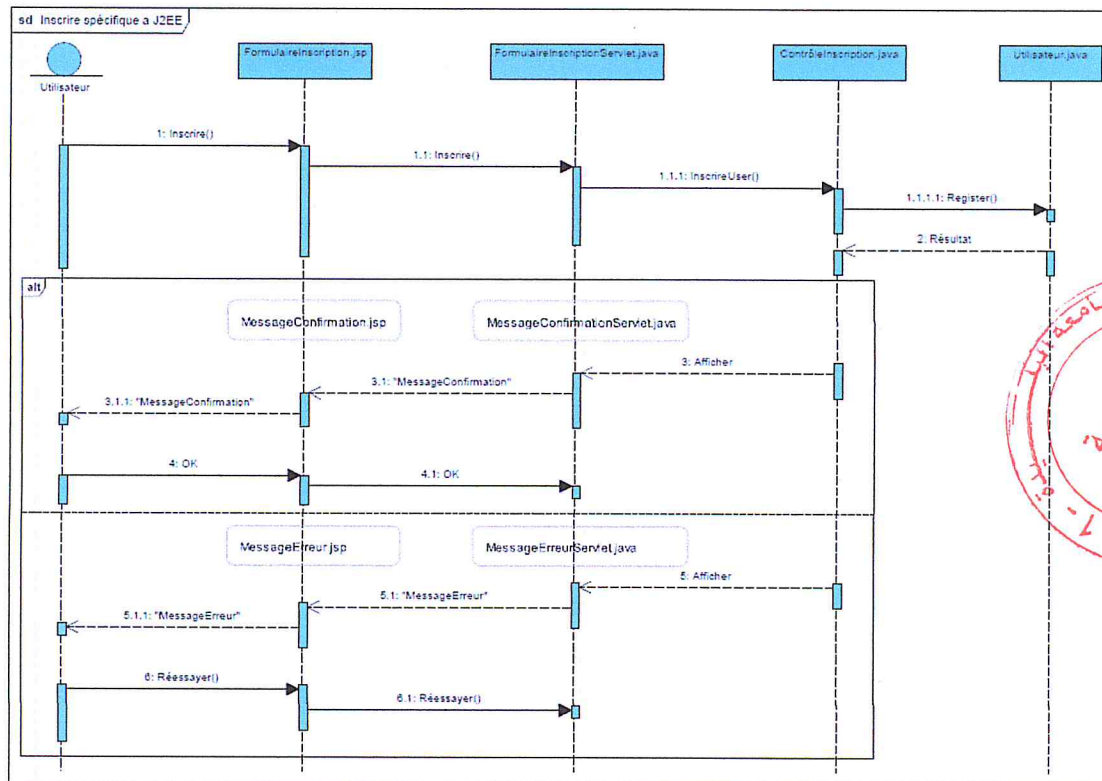 sd Inscrire spécifique a J2EE
Utilisateur
FormulaireInscription.jsp
FormulaireInscriptionServlet.java
ContrôleInscription.java
Utilisateur.java
1: Inscrire()
1.1: Inscrire()
1.1.1: InscrireUser()
1.1.1.1: Register()
2: Résultat
alt
MessageConfirmation.jsp
MessageConfirmationServlet.java
3: Afficher
3.1: "MessageConfirmation"
3.1.1: "MessageConfirmation"
4: OK
4.1: OK
MessageErreur.jsp
MessageErreurServlet.java
5: Afficher
5.1: "MessageErreur"
5.1.1: "MessageErreur"
6: Réessayer()
6.1: Réessayer()